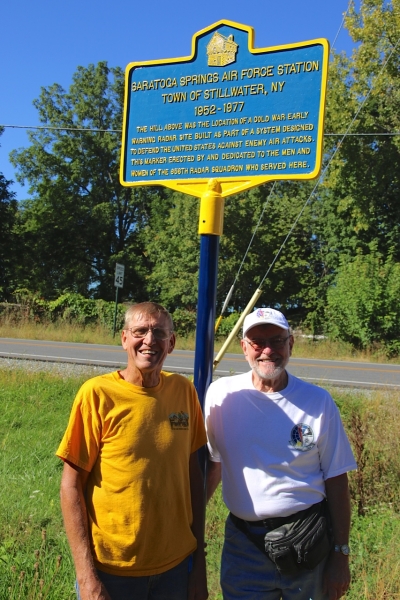 SARATOGA SPRINGS AIR FORCE STATION
TOWN OF STILLWATER, NY
1952-1977
THE HILL ABOVE WAS THE LOCATION OF A COLD WAR EARLY
WARNING RADAR SITE BUILT AS PART OF A SYSTEM DESIGNED
TO DEFEND THE UNITED STATES AGAINST ENEMY AIR ATTACKS.
THIS MARKER ERECTED BY AND DEDICATED TO THE MEN AND
WOMEN OF THE 656TH RADAR SQUADRON WHO SERVED HERE.